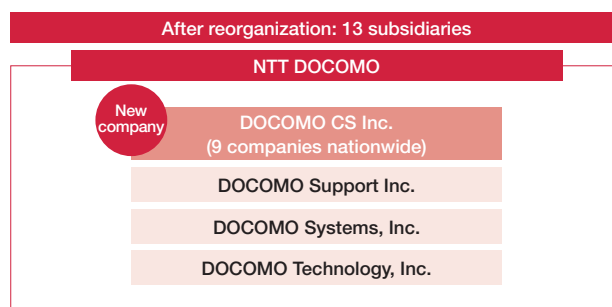 After reorganization: 13 subsidiaries
NTT DOCOMO
New
company
DOCOMO CS Inc.
(9 companies nationwide)
DOCOMO Support Inc.
DOCOMO Systems, Inc.
DOCOMO Technology, Inc.